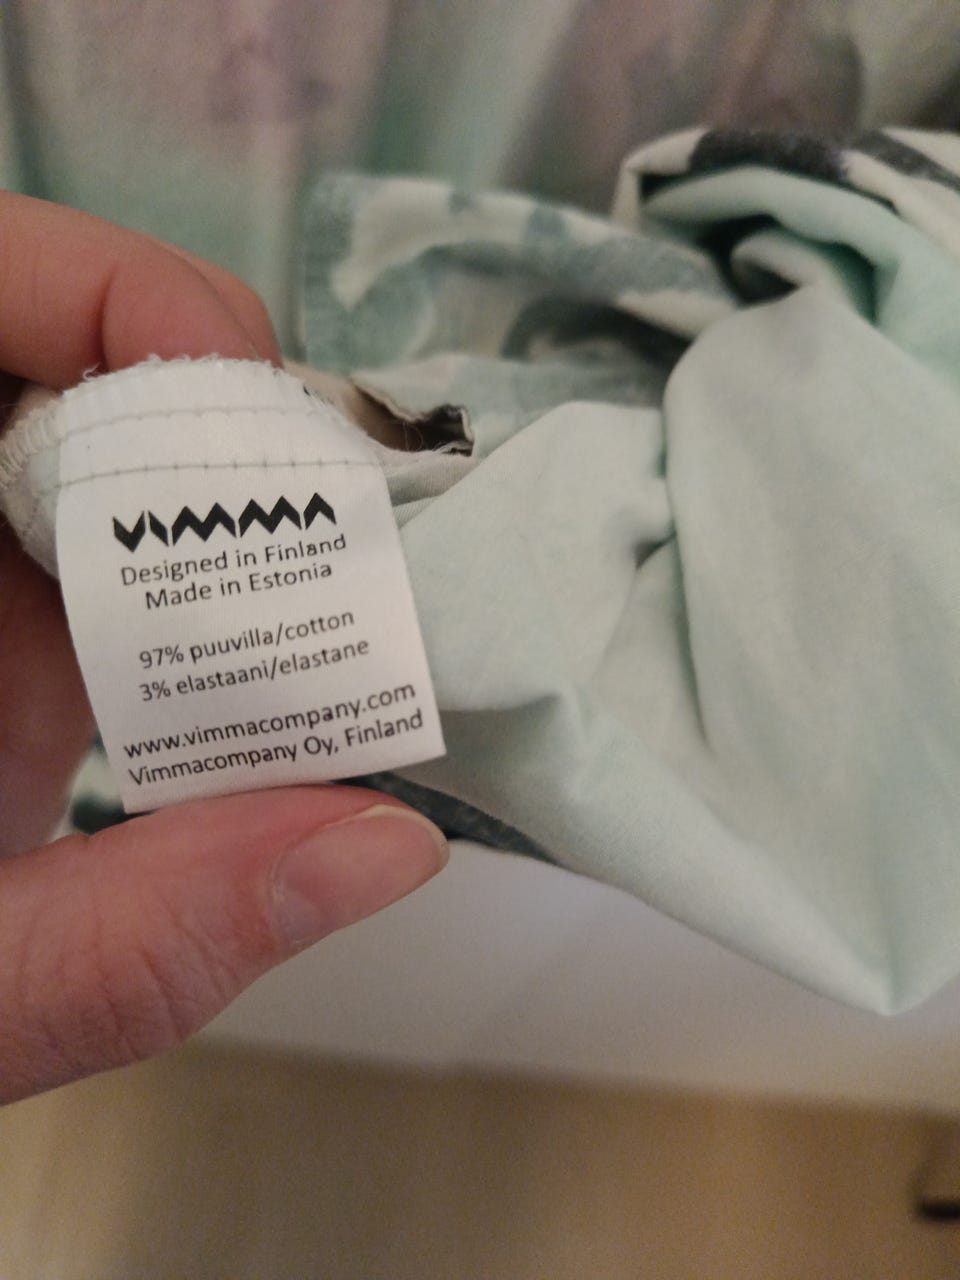 VIMMA
Designed in Finland
Made in Estonia
97% puuvilla/cotton
3% elastaani/elastane
www.vimmacompany.com
Vimmacompany Oy, Finland